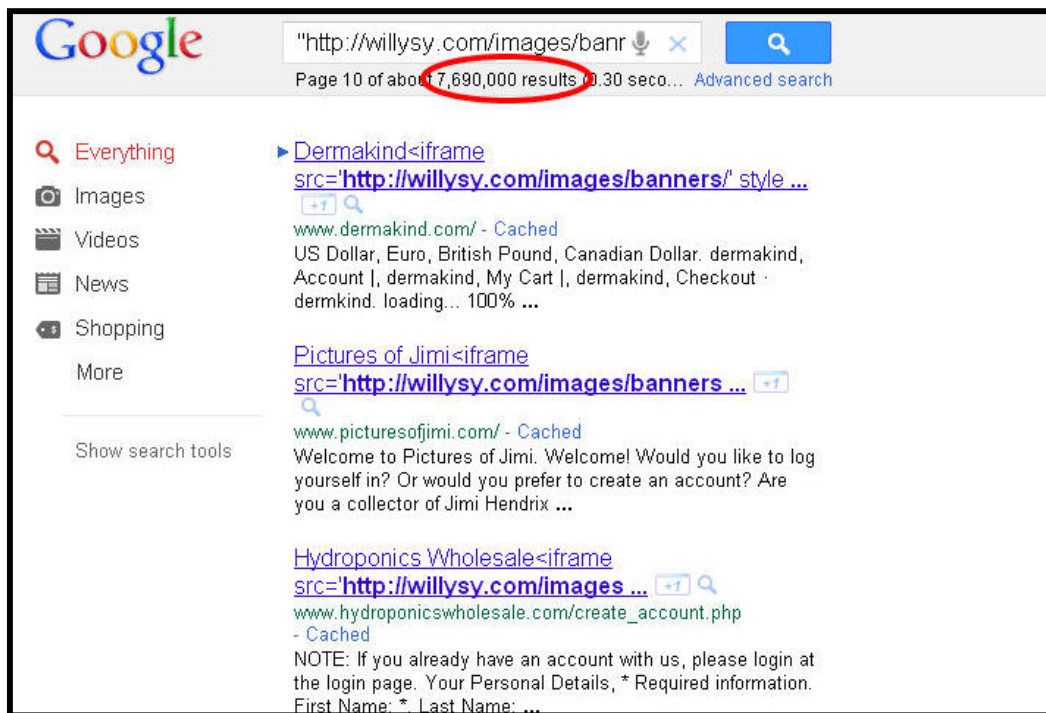 Google
"http://willysy.com/images/banr
Page 10 of about 7,690,000 results (0.30 seco... Advanced search
Everything
Images
Videos
News
Shopping
More
Show search tools
Dermakind<iframe
src='http://willysy.com/images/banners/' style ...
+1
www.dermakind.com/ - Cached
US Dollar, Euro, British Pound, Canadian Dollar. dermakind,
Account |, dermakind, My Cart |, dermakind, Checkout ·
dermkind. loading... 100% ...
Pictures of Jimi<iframe
src='http://willysy.com/images/banners ... +1
www.picturesofjimi.com/ - Cached
Welcome to Pictures of Jimi. Welcome! Would you like to log
yourself in? Or would you prefer to create an account? Are
you a collector of Jimi Hendrix ...
Hydroponics Wholesale<iframe
src='http://willysy.com/images ... +1
www.hydroponicswholesale.com/create_account.php
- Cached
NOTE: If you already have an account with us, please login at
the login page. Your Personal Details, * Required information.
First Name: *. Last Name: ...